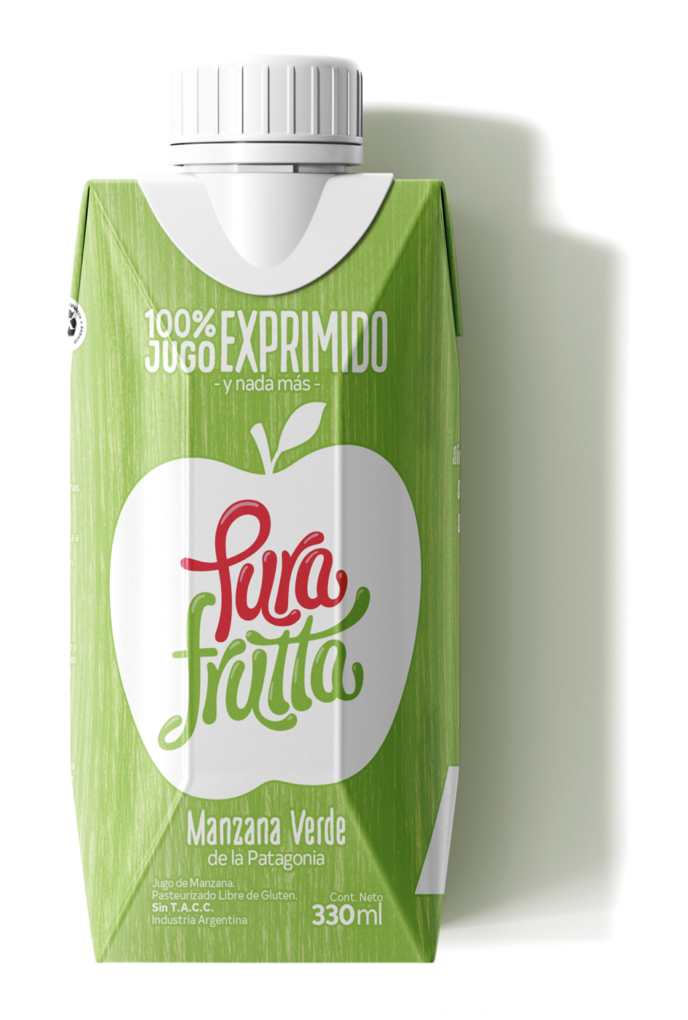 100% JUGO EXPRIMIDO
- y nada más -
Pura
frutta
Manzana Verde
de la Patagonia
Jugo de Manzana.
Pasteurizado Libre de Gluten.
Sin T.A.C.C.
Industria Argentina
Cont. Neto
330ml